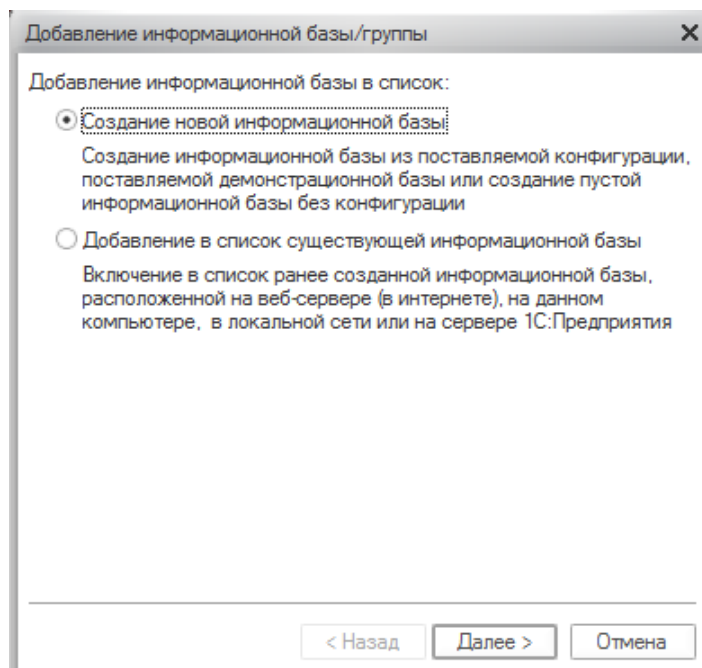 Добавление информационной базы/группы
Добавление информационной базы в список:
Создание новой информационной базы
Создание информационной базы из поставляемой конфигурации,
поставляемой демонстрационной базы или создание пустой
информационной базы без конфигурации
Добавление в список существующей информационной базы
Включение в список ранее созданной информационной базы,
расположенной на веб-сервере (в интернете), на данном
компьютере, в локальной сети или на сервере 1С:Предприятия
< Назад Далее > Отмена